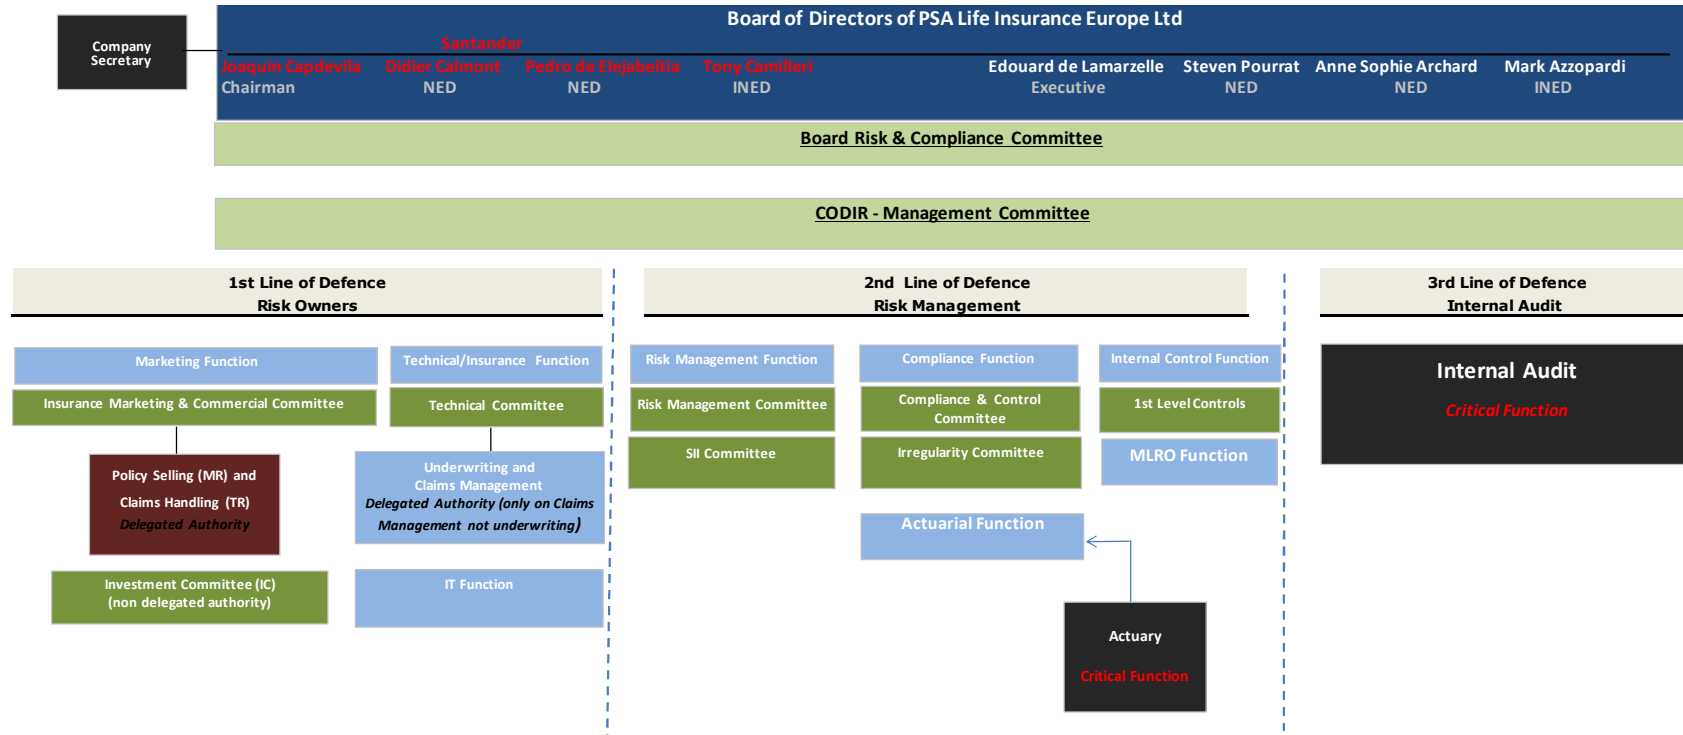 Board of Directors of PSA Life Insurance Europe Ltd
Company
Secretary
Santander
Joaquin Capdevila Didier Calmont Pedro de Elejabeitia Tony Camilleri Edouard de Lamarzelle Steven Pourrat Anne Sophie Archard Mark Azzopardi
Chairman NED NED INED Executive NED NED INED
Board Risk & Compliance Committee
CODIR - Management Committee
1st Line of Defence
Risk Owners
2nd Line of Defence
Risk Management
3rd Line of Defence
Internal Audit
Marketing Function
Insurance Marketing & Commercial Committee
Policy Selling (MR) and
Claims Handling (TR)
Delegated Authority
Investment Committee (IC)
(non delegated authority)
Technical/Insurance Function
Technical Committee
Underwriting and
Claims Management
Delegated Authority (only on Claims
Management not underwriting)
IT Function
Risk Management Function
Risk Management Committee
SII Committee
Compliance Function
Compliance & Control
Committee
Irregularity Committee
Actuarial Function
Internal Control Function
1st Level Controls
MLRO Function
Actuary
Critical Function
Internal Audit
Critical Function